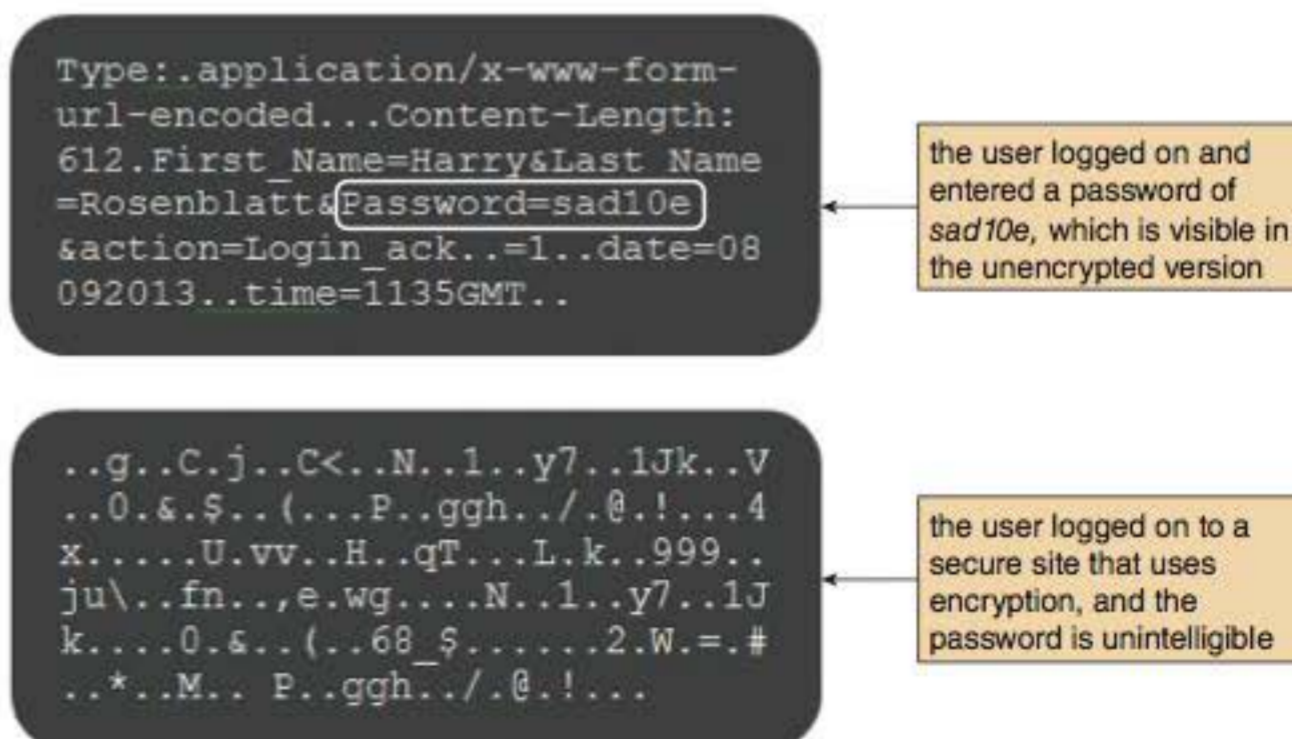 Type:.application/x-www-form-
url-encoded...Content-Length:
612.First_Name=Harry&Last_Name
=Rosenblatt&Password=sad10e
&action=Login_ack..=1..date=08
092013..time=1135GMT..
the user logged on and
entered a password of
sad10e, which is visible in
the unencrypted version
..g..C.j..C<..N..1..y7..1Jk..V
..0.&.$..(...P..ggh../.@.!...4
x.....U.vv..H..qT...L.k..999..
ju\..fn..,e.wg....N..1..y7..1J
k....0.&..(..68_$......2.W.=.#
..*..M.. P..ggh../.@.!...
the user logged on to a
secure site that uses
encryption, and the
password is unintelligible